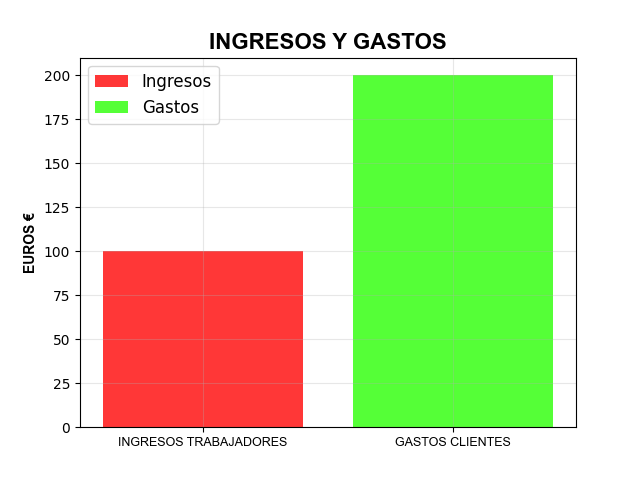 INGRESOS Y GASTOS
Ingresos
Gastos
EUROS €
200
175
150
125
100
75
50
25
0
INGRESOS TRABAJADORES
GASTOS CLIENTES